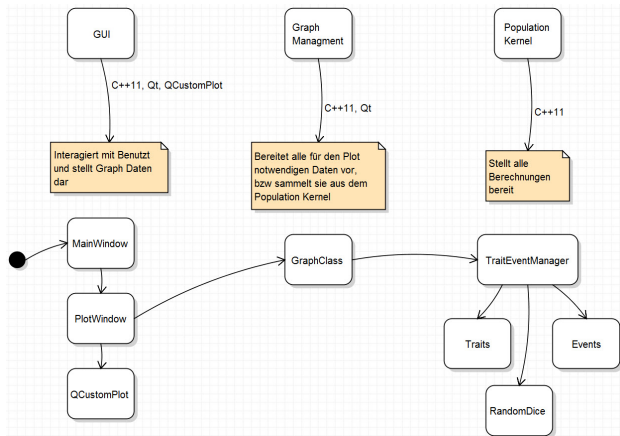 GUI
Graph
Managment
Population
Kernel
C++11, Qt, QCustomPlot
C++11, Qt
C++11
Interagiert mit Benutzt
und stellt Graph Daten
dar
Bereitet alle für den Plot
notwendigen Daten vor,
bzw sammelt sie aus dem
Population Kernel
Stellt alle
Berechnungen
bereit
MainWindow
GraphClass
TraitEventManager
PlotWindow
Traits
Events
QCustomPlot
RandomDice